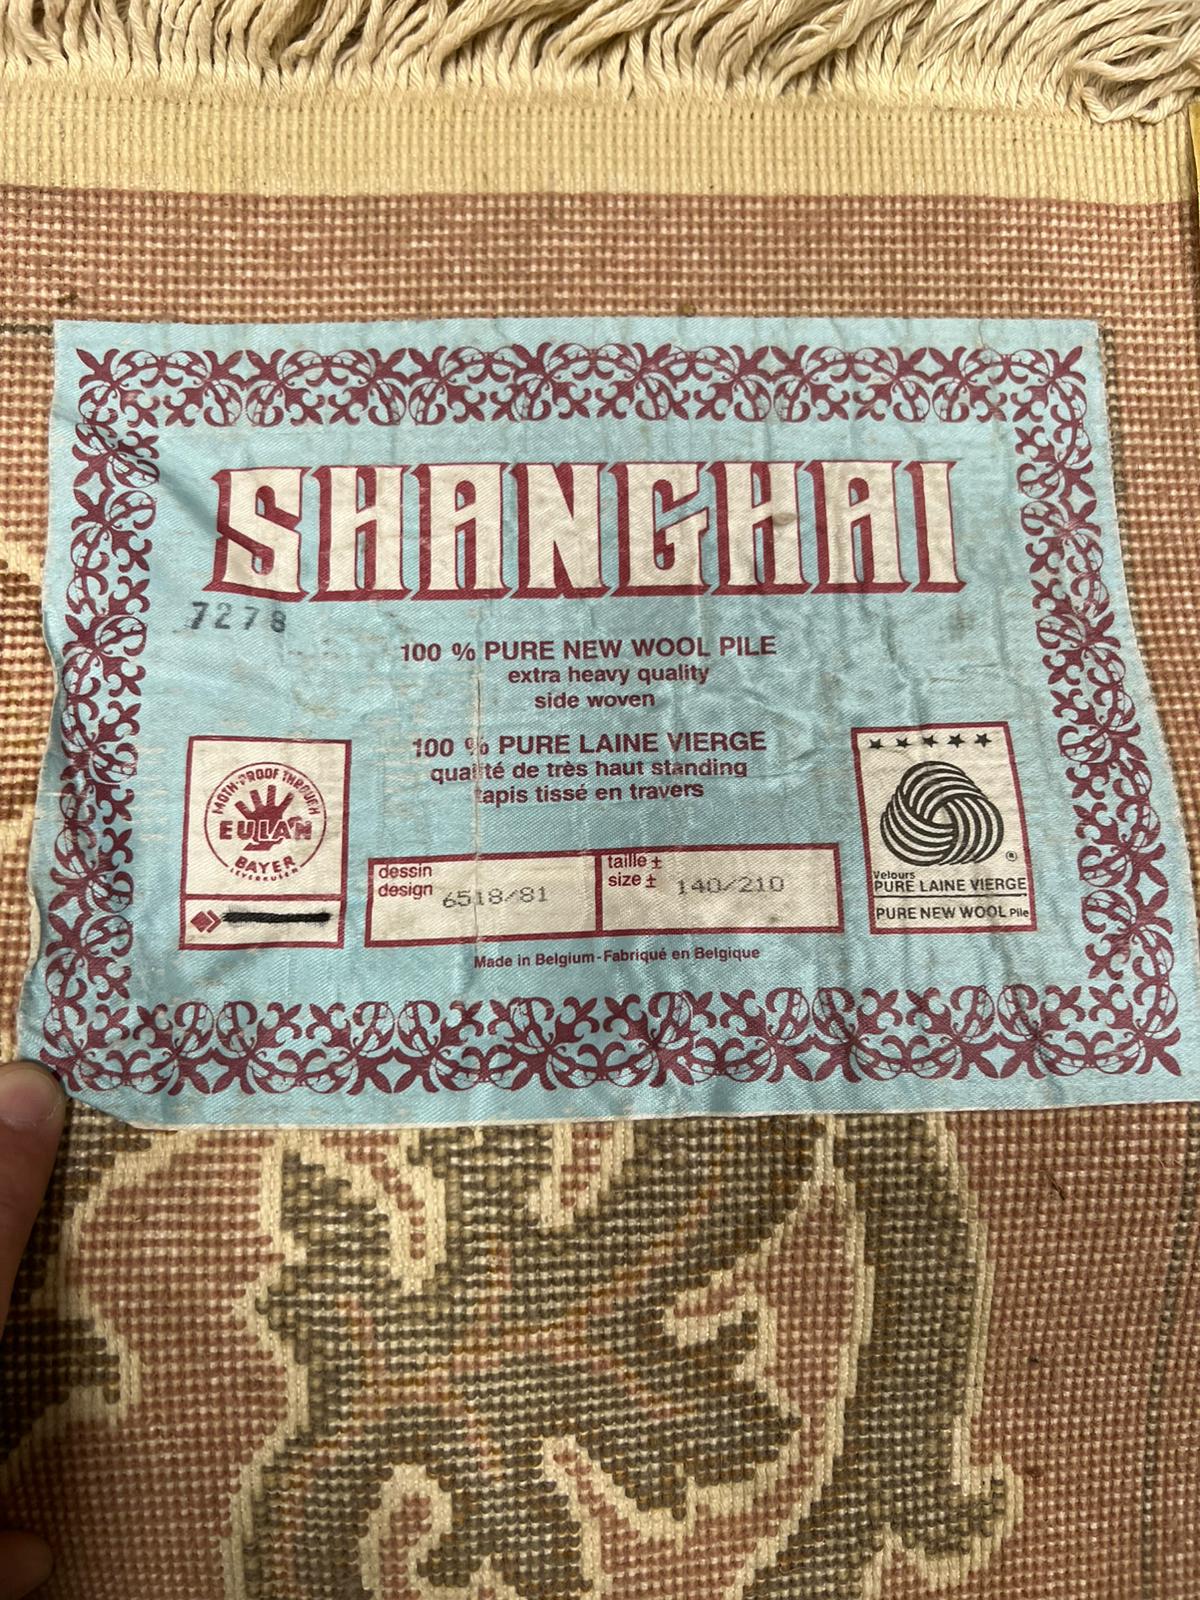 SHANGHAI
7278
100 % PURE NEW WOOL PILE
extra heavy quality
side woven
100 % PURE LAINE VIERGE
qualité de très haut standing
tapis tissé en travers
MOTH-PROOF THROUGH
EULAN
BAYER
LEVERKUSEN
dessin
design 6518/81
taille ±
size ± 140/210
®
Velours
PURE LAINE VIERGE
PURE NEW WOOL Pile
Made in Belgium - Fabriqué en Belgique